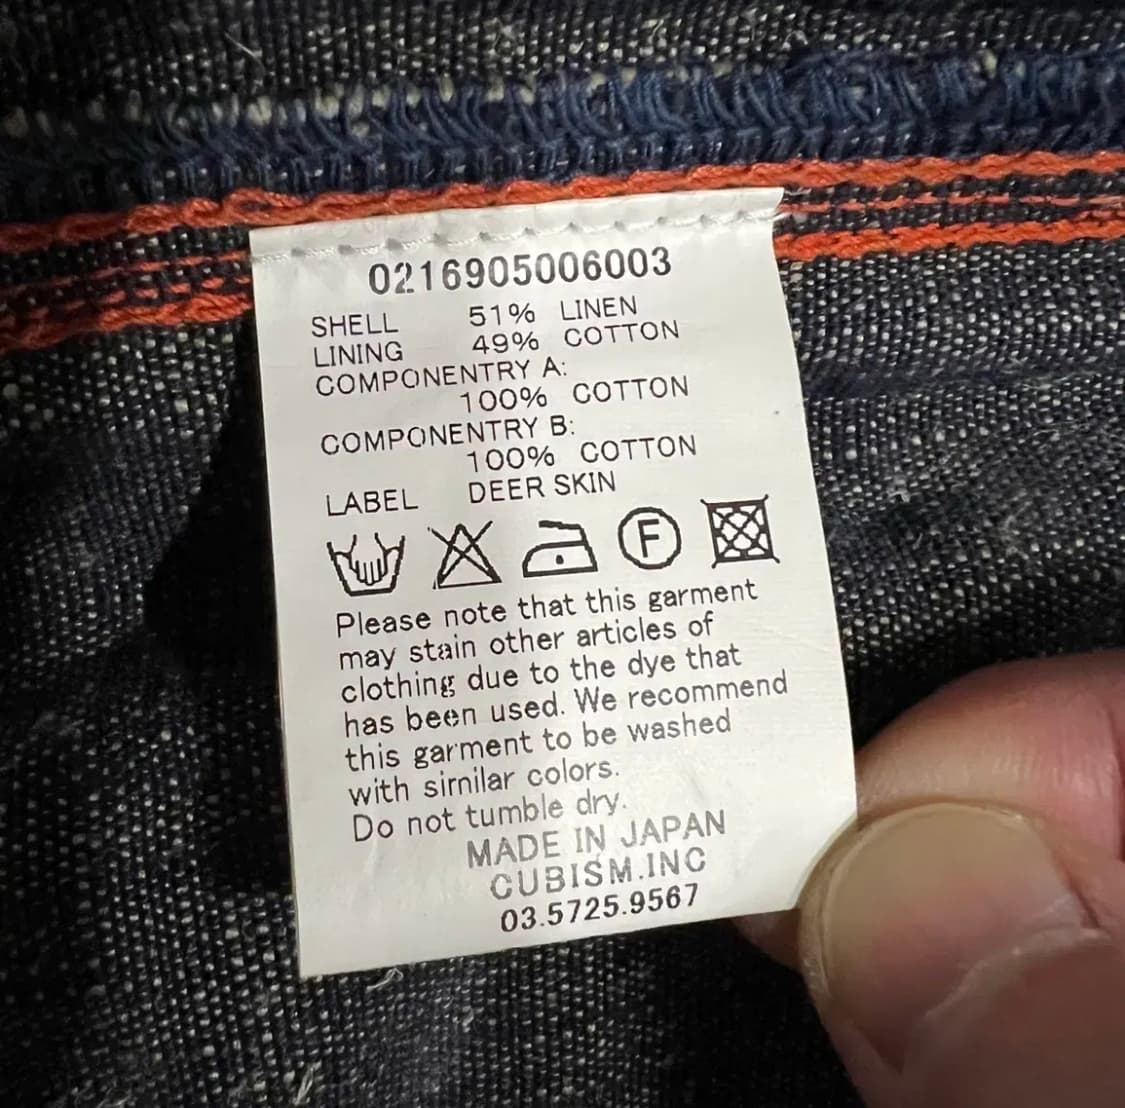 0216905006003
SHELL 51% LINEN
LINING 49% COTTON
COMPONENTRY A:
100% COTTON
COMPONENTRY B:
100% COTTON
LABEL DEER SKIN
F
Please note that this garment
may stain other articles of
clothing due to the dye that
has been used. We recommend
this garment to be washed
with sirnilar colors.
Do not tumble dry.
MADE IN JAPAN
CUBISM.INC
03.5725.9567